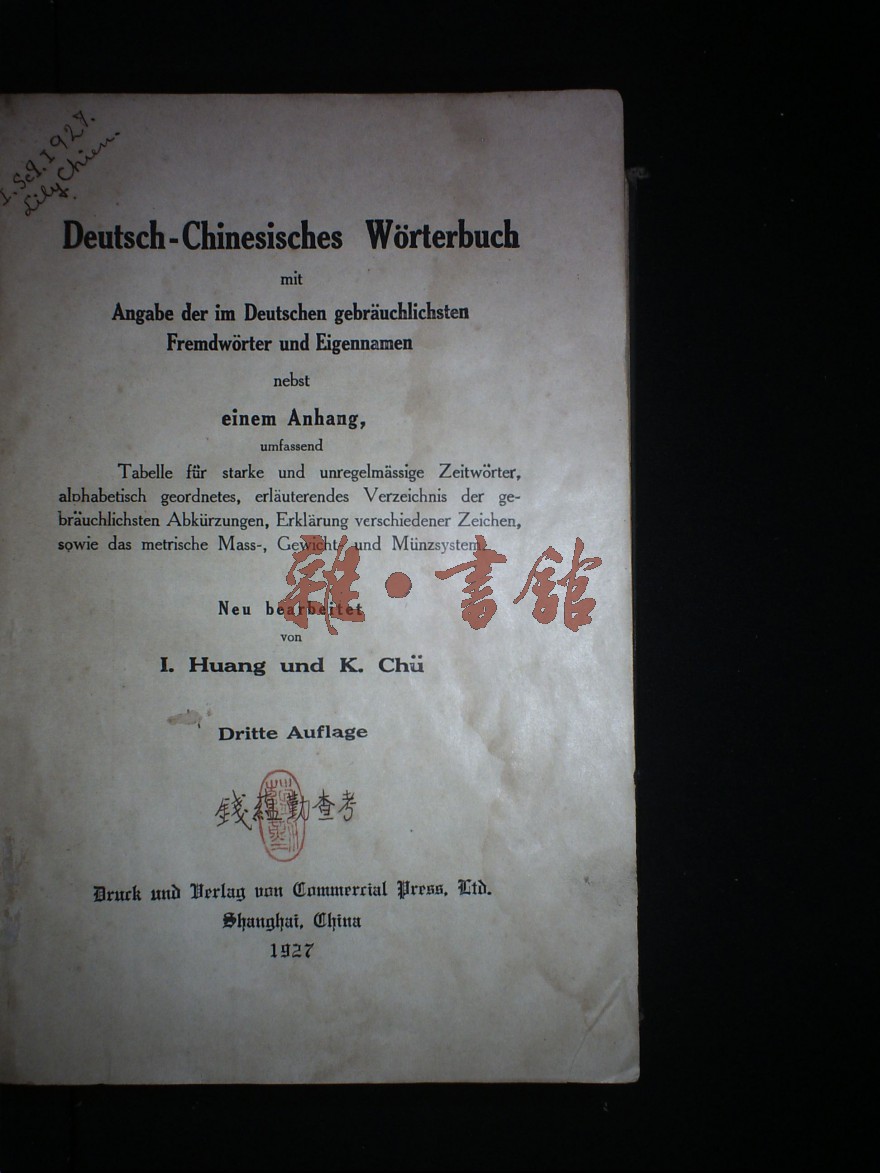 1. Sep. 1927.
Lily Chien.
Deutsch-Chinesisches Wörterbuch
mit
Angabe der im Deutschen gebräuchlichsten
Fremdwörter und Eigennamen
nebst
einem Anhang,
umfassend
Tabelle für starke und unregelmässige Zeitwörter,
alphabetisch geordnetes, erläuterendes Verzeichnis der ge-
bräuchlichsten Abkürzungen, Erklärung verschiedener Zeichen,
sowie das metrische Mass-, Gewicht- und Münzsystem.
雜·書館
Neu bearbeitet
von
I. Huang und K. Chü
Dritte Auflage
錢蘊勤查考
Druck und Verlag von Commercial Press, Ltd.
Shanghai, China
1927